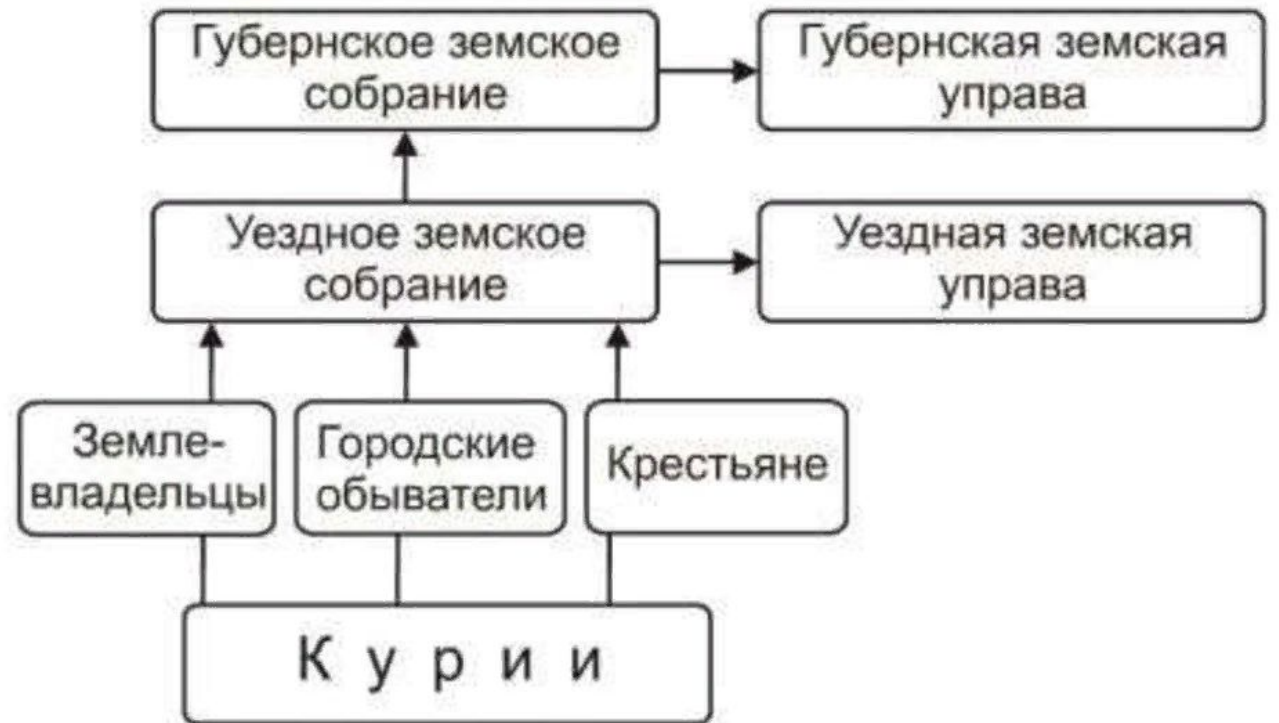 Губернское земское
собрание
Губернская земская
управа
Уездное земское
собрание
Уездная земская
управа
Земле-
владельцы
Городские
обыватели
Крестьяне
К у р и и